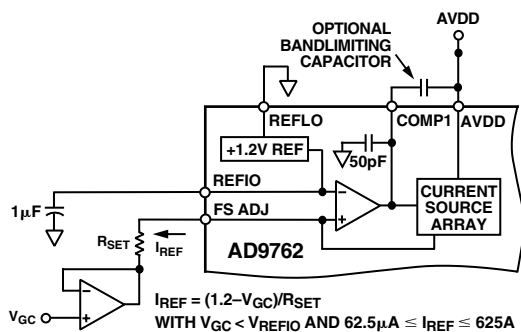 OPTIONAL
BANDLIMITING
CAPACITOR
AVDD
REFLO
COMP1
AVDD
+1.2V REF
50pF
REFIO
1μF
FS ADJ
CURRENT
SOURCE
ARRAY
RSET
IREF
AD9762
VGC
IREF = (1.2–VGC)/RSET
WITH VGC < VREFIO AND 62.5μA ≤ IREF ≤ 625A